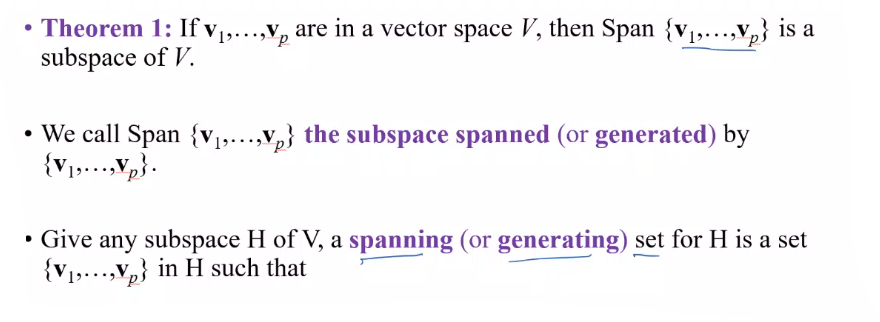 • Theorem 1: If v₁,…,vₚ are in a vector space V, then Span {v₁,…,vₚ} is a
subspace of V.
• We call Span {v₁,…,vₚ} the subspace spanned (or generated) by
{v₁,…,vₚ}.
• Give any subspace H of V, a spanning (or generating) set for H is a set
{v₁,…,vₚ} in H such that